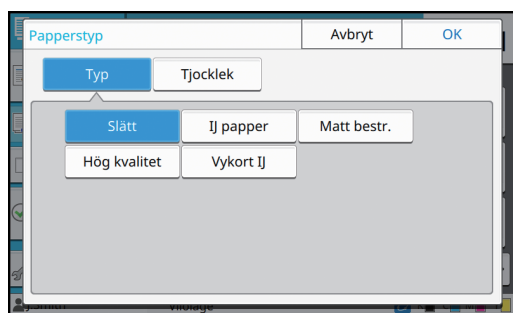 Papperstyp Avbryt OK
Typ Tjocklek
Slätt IJ papper Matt bestr.
Hög kvalitet Vykort IJ